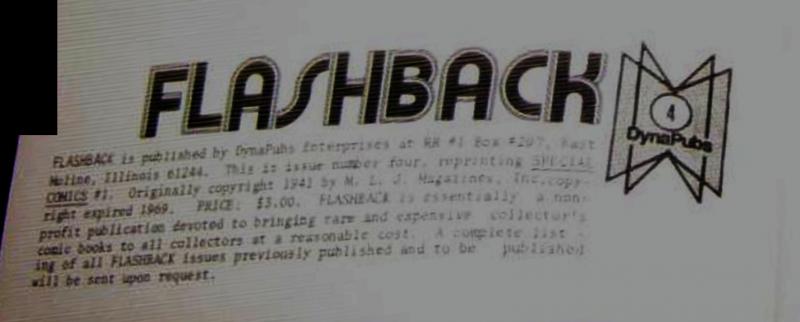 FLASHBACK
4
DynaPubs
FLASHBACK is published by DynaPubs Enterprises at RR #1 Box #297, East
Moline, Illinois 61244. This is issue number four, reprinting SPECIAL
COMICS #1. Originally copyright 1941 by M. L. J. Magazines, Inc.copy-
right expired 1969. PRICE: $3.00. FLASHBACK is essentially a non-
profit publication devoted to bringing rare and expensive collector's
comic books to all collectors at a reasonable cost. A complete list -
ing of all FLASHBACK issues previously published and to be published
will be sent upon request.